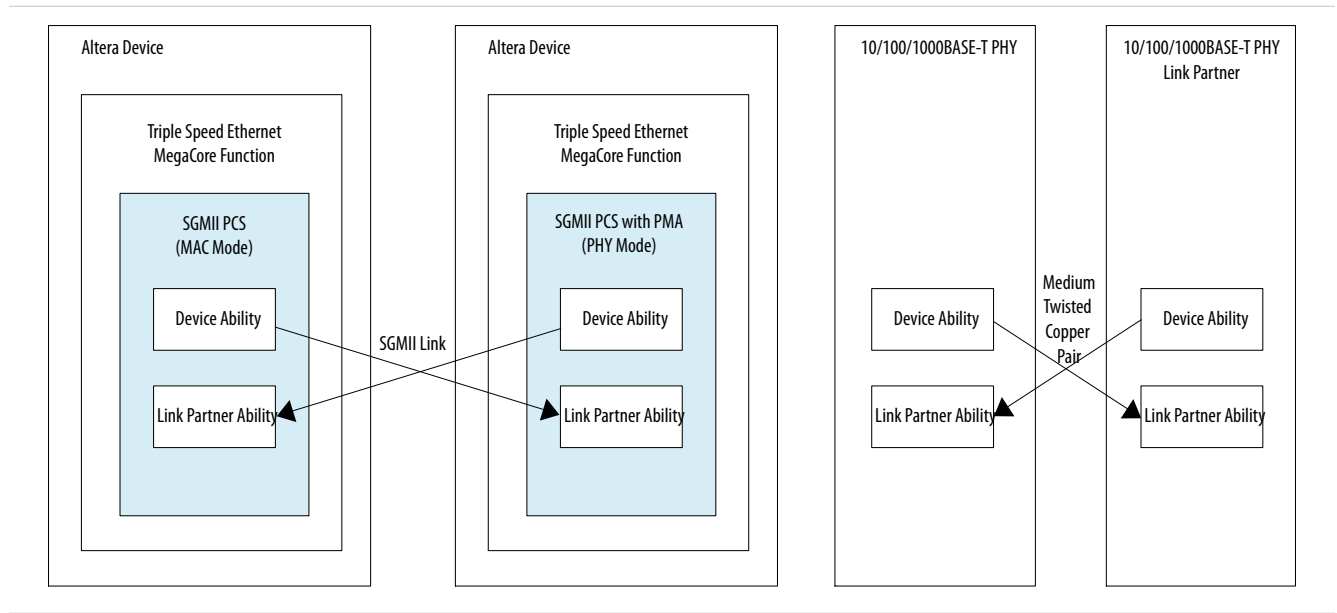 Altera Device
Triple Speed Ethernet
MegaCore Function
SGMII PCS
(MAC Mode)
Device Ability
Link Partner Ability
SGMII Link
Altera Device
Triple Speed Ethernet
MegaCore Function
SGMII PCS with PMA
(PHY Mode)
Device Ability
Link Partner Ability
10/100/1000BASE-T PHY
Device Ability
Link Partner Ability
Medium
Twisted
Copper
Pair
10/100/1000BASE-T PHY
Link Partner
Device Ability
Link Partner Ability